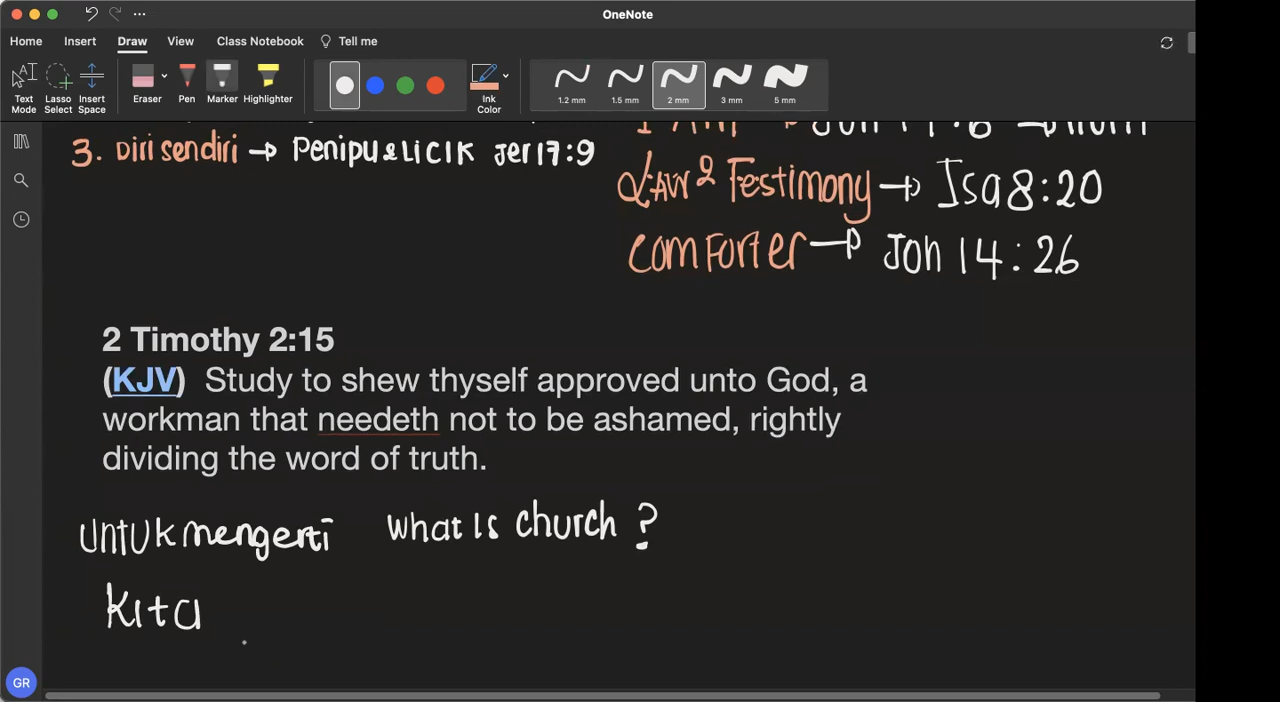 OneNote
Home Insert Draw View Class Notebook Tell me
Text Mode Lasso Select Insert Space Eraser Pen Marker Highlighter Ink Color 1.2 mm 1.5 mm 2 mm 3 mm 5 mm
3. Diri sendiri → Penipu & Licik Jer 17:9
Law & Testimony → Isa 8:20
Comforter → Joh 14:26
2 Timothy 2:15
(KJV) Study to shew thyself approved unto God, a
workman that needeth not to be ashamed, rightly
dividing the word of truth.
untuk mengerti what is church ?
kita
GR